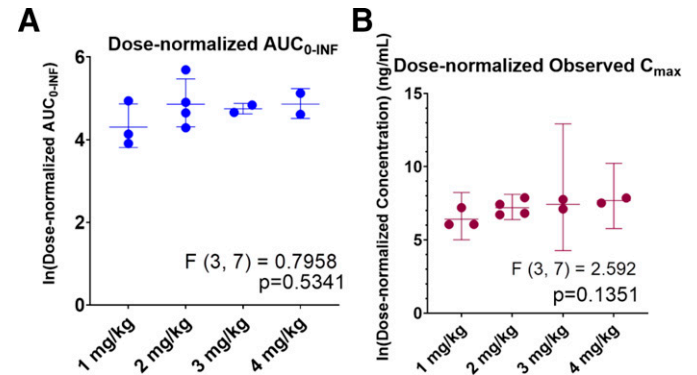 A
Dose-normalized AUC0-INF
ln(Dose-normalized AUC0-INF)
6
4
2
0
F (3, 7) = 0.7958
p=0.5341
1 mg/kg
2 mg/kg
3 mg/kg
4 mg/kg
B
Dose-normalized Observed Cmax
ln(Dose-normalized Concentration) (ng/mL)
15
10
5
0
F (3, 7) = 2.592
p=0.1351
1 mg/kg
2 mg/kg
3 mg/kg
4 mg/kg